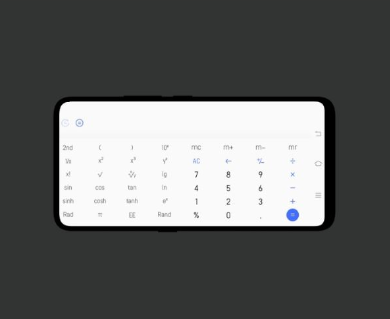 2nd ( ) 10ˣ mc m+ m- mr
1/x x² x³ yˣ AC ← +/- ÷
x! √ lg 7 8 9 ×
sin cos tan ln 4 5 6 −
sinh cosh tanh eˣ 1 2 3 +
Rad π EE Rand % 0 . =